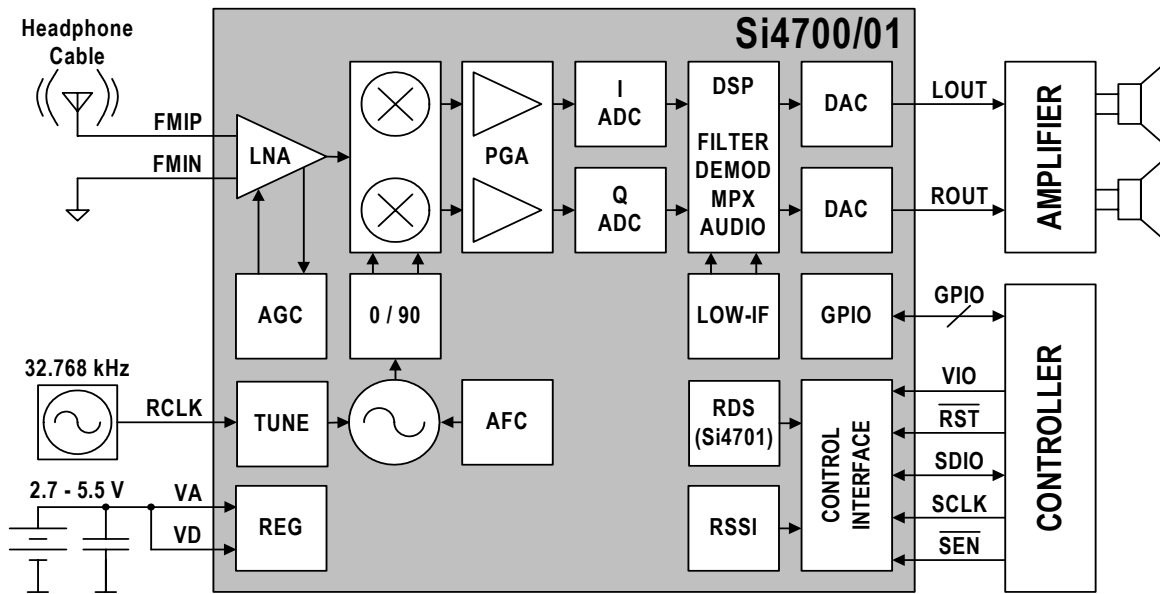 Si4700/01
Headphone
Cable
FMIP
FMIN
LNA
PGA
I
ADC
Q
ADC
DSP
FILTER
DEMOD
MPX
AUDIO
DAC
DAC
LOUT
ROUT
AMPLIFIER
AGC
0 / 90
LOW-IF
GPIO
GPIO
32.768 kHz
RCLK
TUNE
AFC
RDS
(Si4701)
CONTROL
INTERFACE
VIO
RST
SDIO
SCLK
SEN
CONTROLLER
2.7 - 5.5 V
VA
VD
REG
RSSI